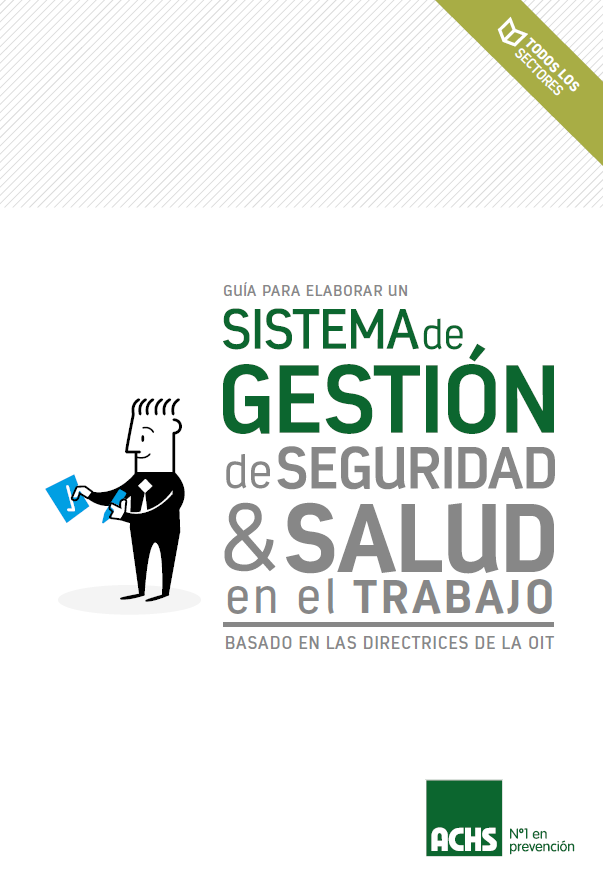 TODOS LOS
SECTORES
GUÍA PARA ELABORAR UN
SISTEMA de
GESTIÓN
de SEGURIDAD
& SALUD
en el TRABAJO
BASADO EN LAS DIRECTRICES DE LA OIT
ACHS
N°1 en
prevención